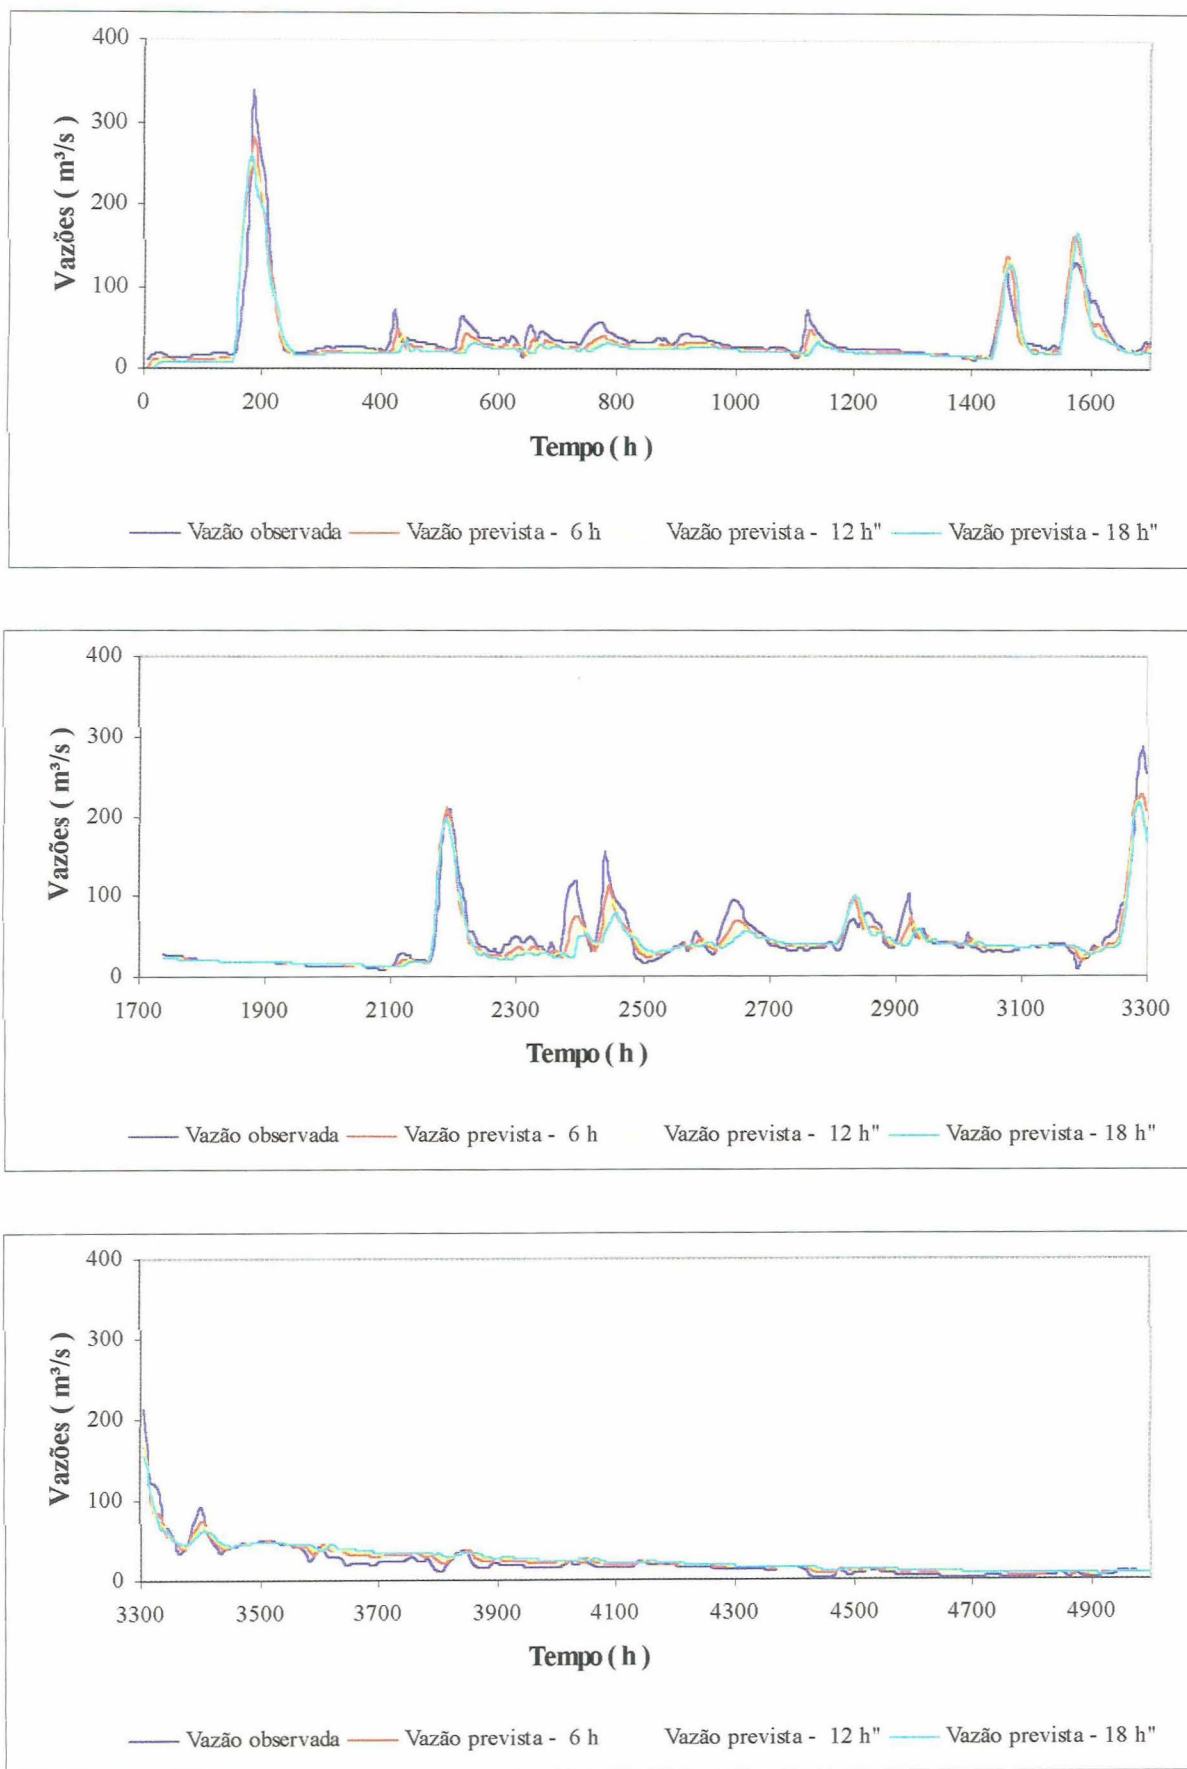 400
300
200
100
0
Vazões ( m³/s )
0 200 400 600 800 1000 1200 1400 1600
Tempo ( h )
Vazão observada Vazão prevista - 6 h Vazão prevista - 12 h" Vazão prevista - 18 h"
400
300
200
100
0
Vazões ( m³/s )
1700 1900 2100 2300 2500 2700 2900 3100 3300
Tempo ( h )
Vazão observada Vazão prevista - 6 h Vazão prevista - 12 h" Vazão prevista - 18 h"
400
300
200
100
0
Vazões ( m³/s )
3300 3500 3700 3900 4100 4300 4500 4700 4900
Tempo ( h )
Vazão observada Vazão prevista - 6 h Vazão prevista - 12 h" Vazão prevista - 18 h"